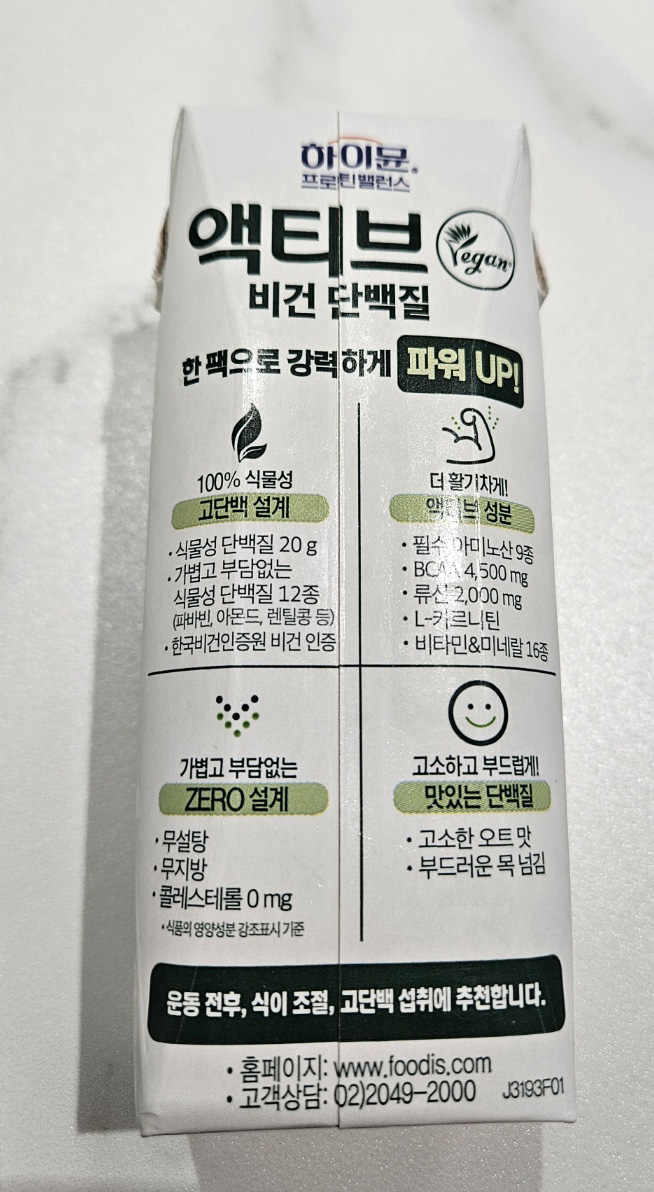 하이뮨®
프로틴밸런스
액티브
Vegan
비건 단백질
한 팩으로 강력하게 파워 UP!
100% 식물성
고단백 설계
• 식물성 단백질 20 g
• 가볍고 부담없는
식물성 단백질 12종
(파바빈, 아몬드, 렌틸콩 등)
• 한국비건인증원 비건 인증
더 활기차게!
액티브 성분
• 필수 아미노산 9종
• BCAA 4,500 mg
• 류신 2,000 mg
• L-카르니틴
• 비타민&미네랄 16종
가볍고 부담없는
ZERO 설계
• 무설탕
• 무지방
• 콜레스테롤 0 mg
*식품의 영양성분 강조표시 기준
고소하고 부드럽게!
맛있는 단백질
• 고소한 오트 맛
• 부드러운 목 넘김
운동 전후, 식이 조절, 고단백 섭취에 추천합니다.
• 홈페이지: www.foodis.com
• 고객상담: 02)2049-2000
J3193F01